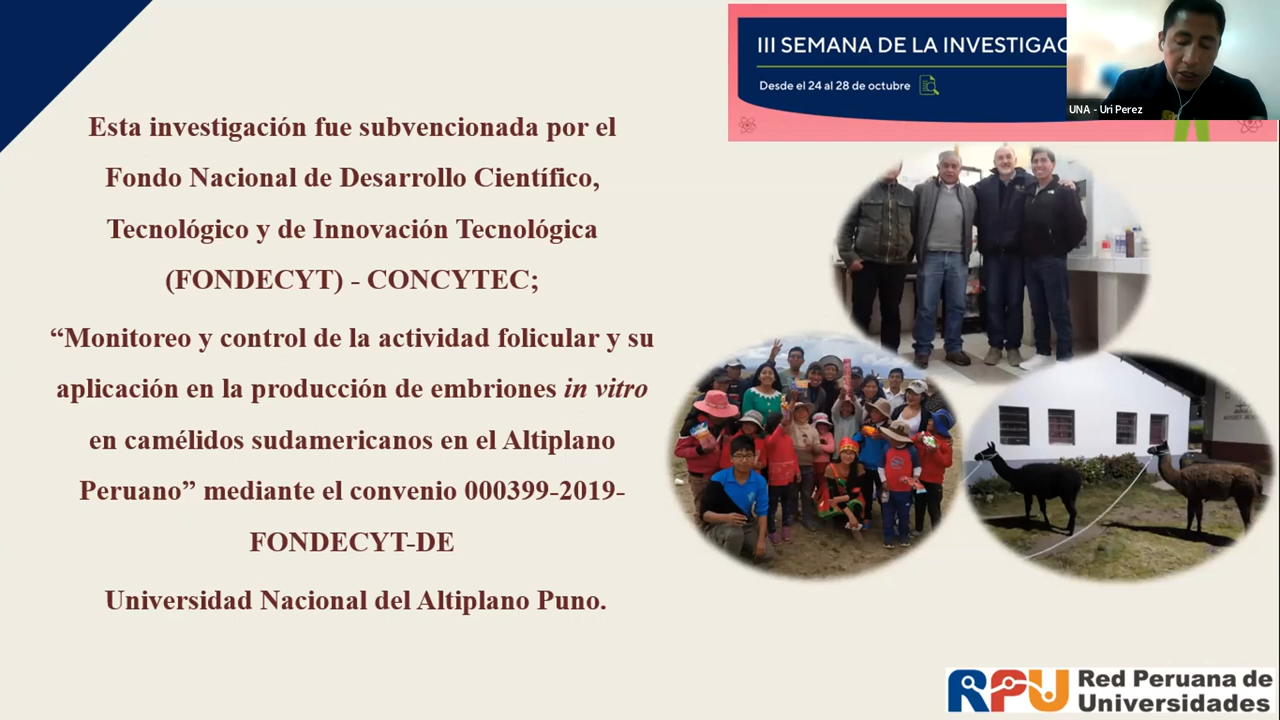 III SEMANA DE LA INVESTIGAC
Desde el 24 al 28 de octubre
UNA - Uri Perez
Esta investigación fue subvencionada por el
Fondo Nacional de Desarrollo Científico,
Tecnológico y de Innovación Tecnológica
(FONDECYT) - CONCYTEC;
“Monitoreo y control de la actividad folicular y su
aplicación en la producción de embriones in vitro
en camélidos sudamericanos en el Altiplano
Peruano” mediante el convenio 000399-2019-
FONDECYT-DE
Universidad Nacional del Altiplano Puno.
RPU Red Peruana de
Universidades